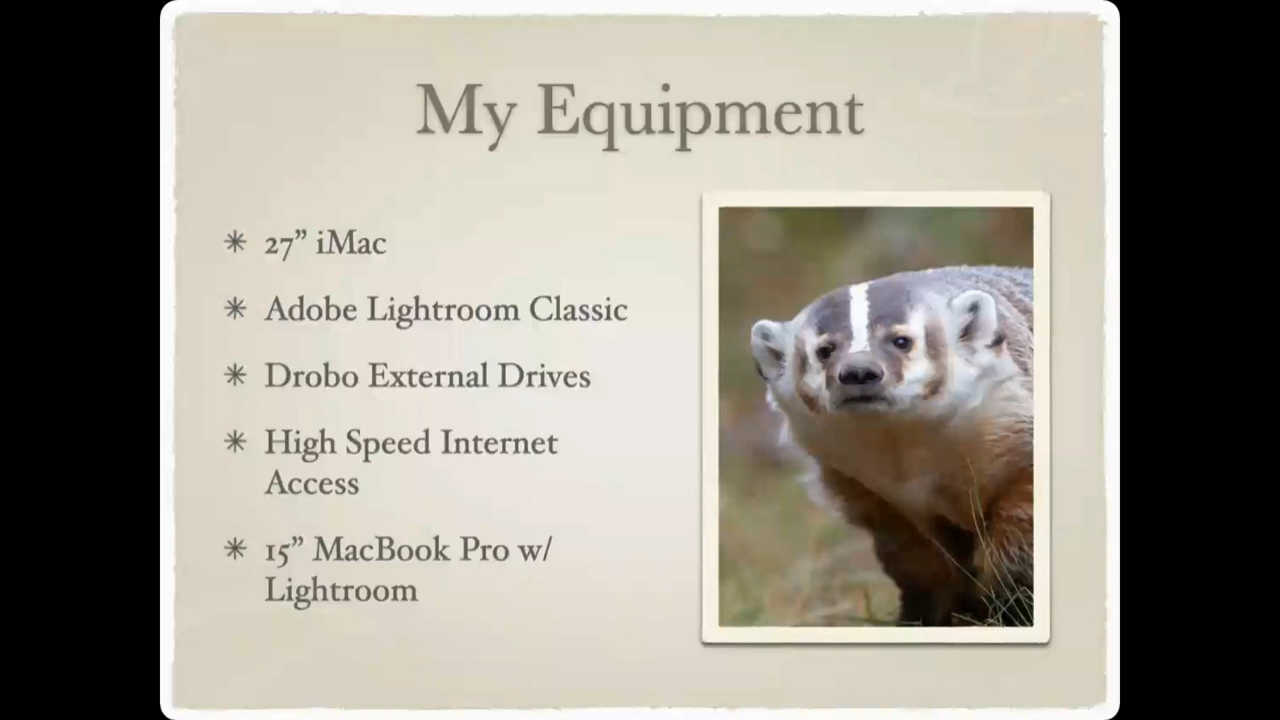 My Equipment
27” iMac
Adobe Lightroom Classic
Drobo External Drives
High Speed Internet
Access
15” MacBook Pro w/
Lightroom